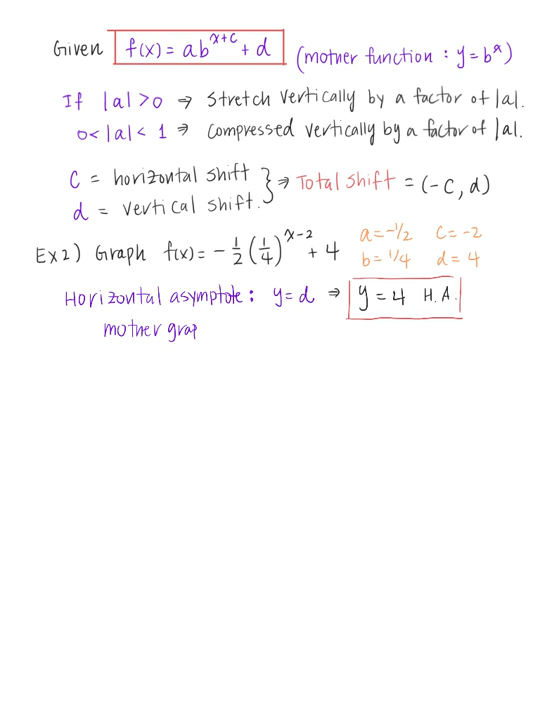 Given f(x) = ab^(x+c) + d (mother function : y = b^x)
If |a| > 0 ⇒ Stretch vertically by a factor of |a|.
0 < |a| < 1 ⇒ Compressed vertically by a factor of |a|.
C = horizontal shift
d = vertical shift. } ⇒ Total shift = (-c, d)
Ex 2) Graph f(x) = -1/2 (1/4)^(x-2) + 4 a = -1/2 c = -2
b = 1/4 d = 4
Horizontal asymptote : y = d ⇒ y = 4 H.A.
mother grap